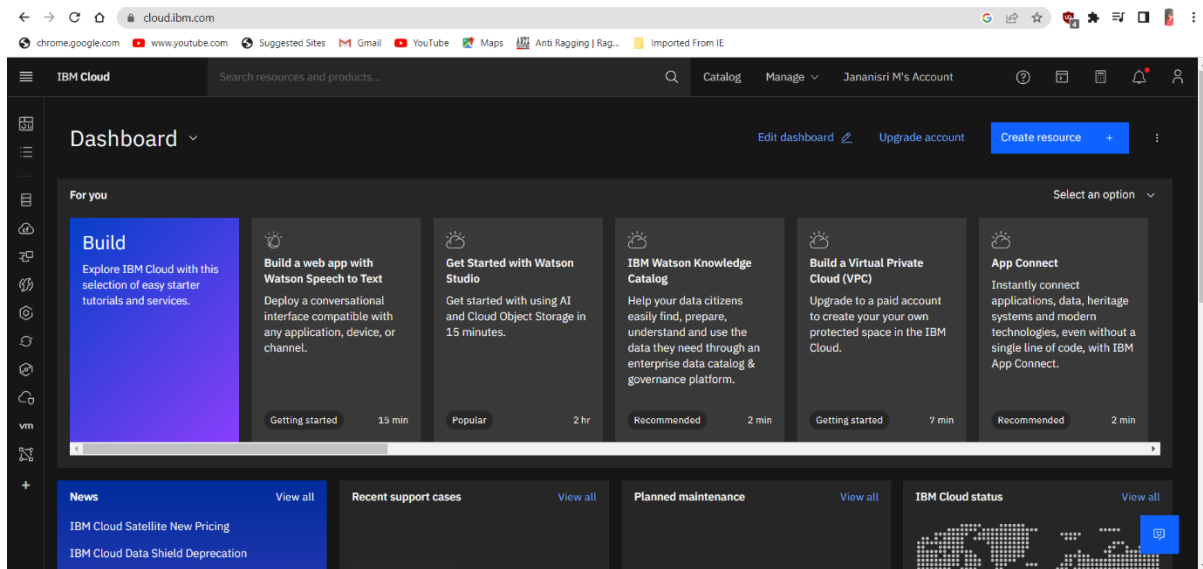 cloud.ibm.com
chrome.google.com www.youtube.com Suggested Sites Gmail YouTube Maps Anti Ragging | Rag... Imported From IE
IBM Cloud Search resources and products... Catalog Manage Jananisri M's Account
Dashboard Edit dashboard Upgrade account Create resource +
For you Select an option
Build
Explore IBM Cloud with this
selection of easy starter
tutorials and services.
Build a web app with
Watson Speech to Text
Deploy a conversational
interface compatible with
any application, device, or
channel.
Getting started 15 min
Get Started with Watson
Studio
Get started with using AI
and Cloud Object Storage in
15 minutes.
Popular 2 hr
IBM Watson Knowledge
Catalog
Help your data citizens
easily find, prepare,
understand and use the
data they need through an
enterprise data catalog &
governance platform.
Recommended 2 min
Build a Virtual Private
Cloud (VPC)
Upgrade to a paid account
to create your your own
protected space in the IBM
Cloud.
Getting started 7 min
App Connect
Instantly connect
applications, data, heritage
systems and modern
technologies, even without a
single line of code, with IBM
App Connect.
Recommended 2 min
vm
News View all
IBM Cloud Satellite New Pricing
IBM Cloud Data Shield Deprecation
Recent support cases View all
Planned maintenance View all
IBM Cloud status View all